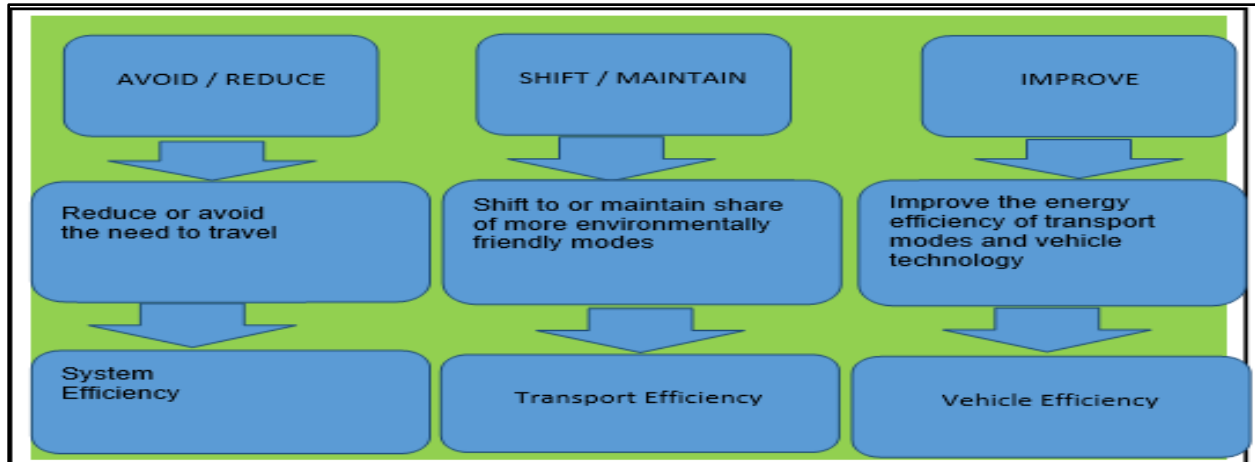 AVOID / REDUCE
SHIFT / MAINTAIN
IMPROVE
Reduce or avoid
the need to travel
Shift to or maintain share
of more environmentally
friendly modes
Improve the energy
efficiency of transport
modes and vehicle
technology
System
Efficiency
Transport Efficiency
Vehicle Efficiency